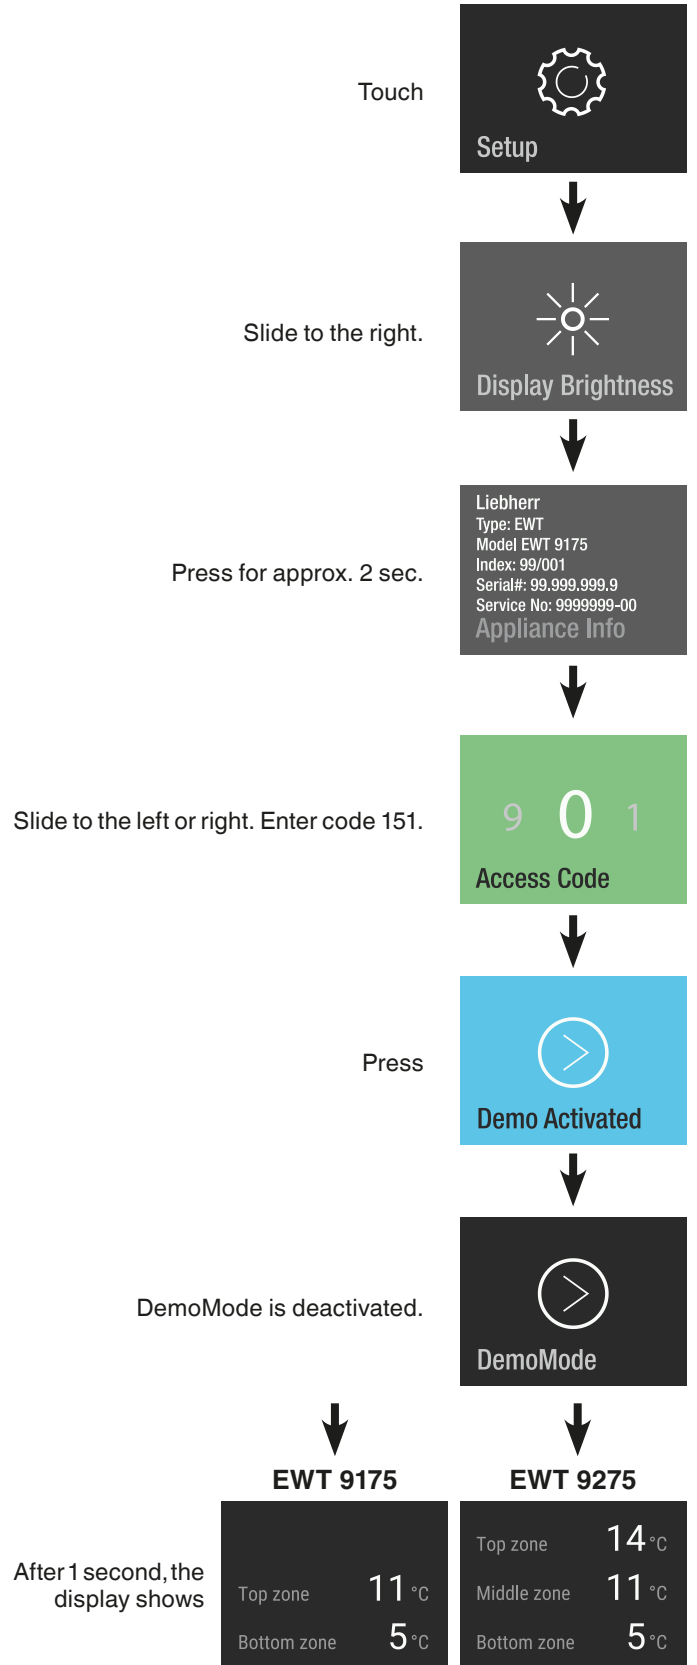 Touch
Setup
Slide to the right.
Display Brightness
Press for approx. 2 sec.
Liebherr
Type: EWT
Model EWT 9175
Index: 99/001
Serial#: 99.999.999.9
Service No: 9999999-00
Appliance Info
Slide to the left or right. Enter code 151.
9 0 1
Access Code
Press
Demo Activated
DemoMode is deactivated.
DemoMode
EWT 9175
EWT 9275
After 1 second, the
display shows
Top zone 11 °C
Bottom zone 5 °C
Top zone 14 °C
Middle zone 11 °C
Bottom zone 5 °C